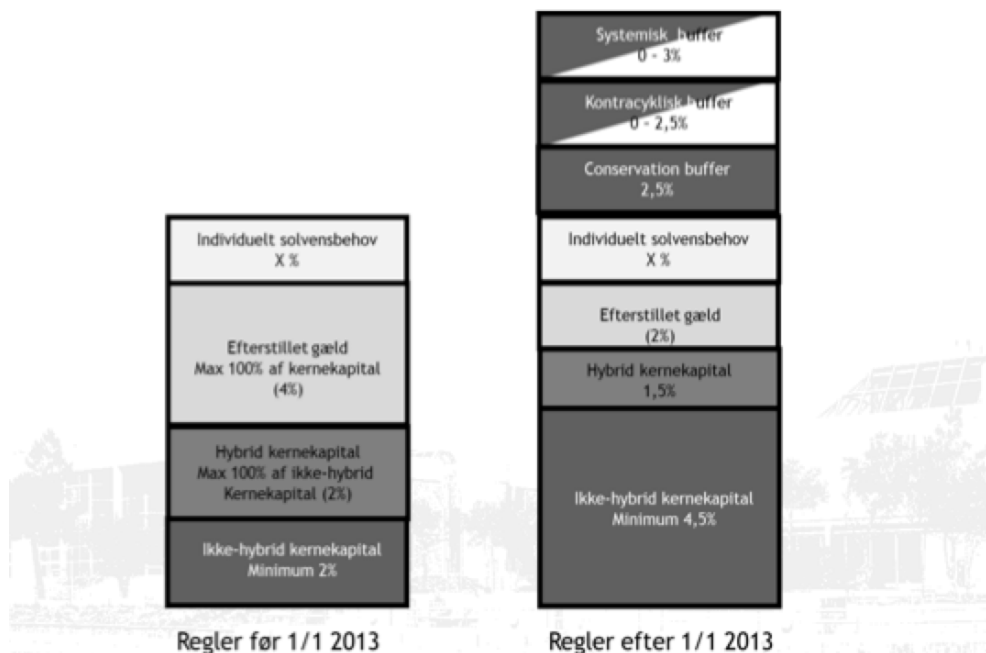 Individuelt solvensbehov
X %
Efterstillet gæld
Max 100% af kernekapital
(4%)
Hybrid kernekapital
Max 100% af ikke-hybrid
Kernekapital (2%)
Ikke-hybrid kernekapital
Minimum 2%
Regler før 1/1 2013
Systemisk buffer
0 - 3%
Kontracyklisk buffer
0 - 2,5%
Conservation buffer
2,5%
Individuelt solvensbehov
X %
Efterstillet gæld
(2%)
Hybrid kernekapital
1,5%
Ikke-hybrid kernekapital
Minimum 4,5%
Regler efter 1/1 2013